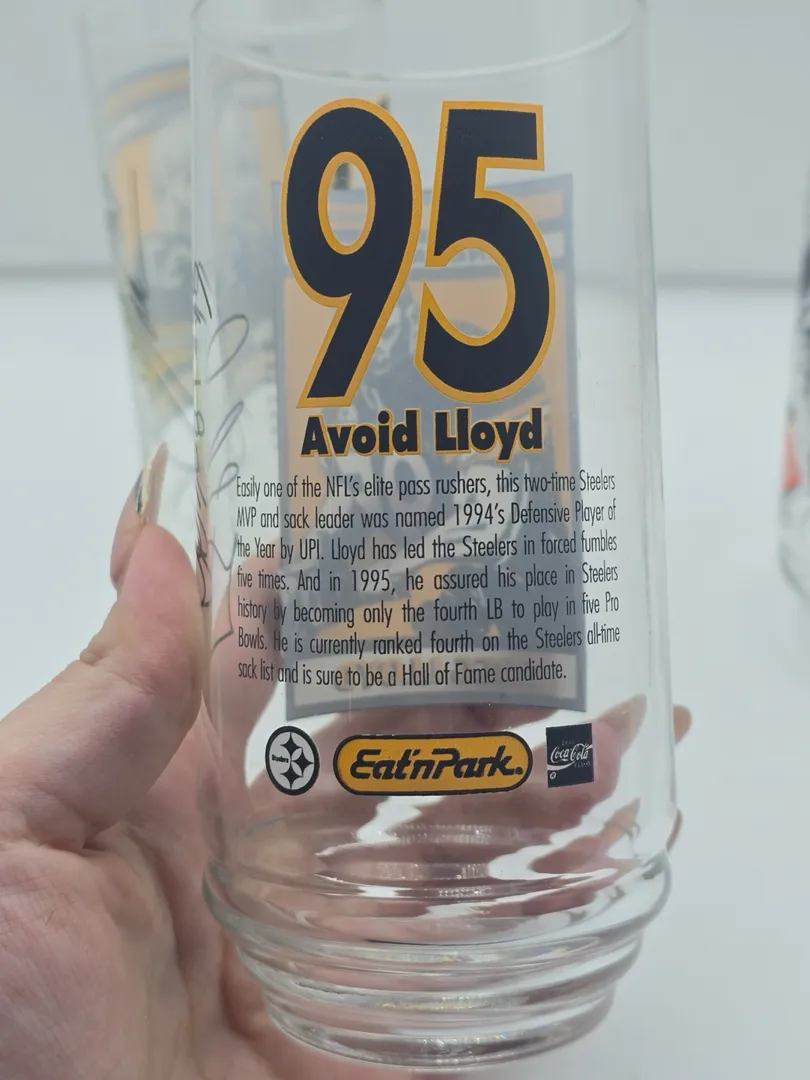 95
Avoid Lloyd
Easily one of the NFL's elite pass rushers, this two-time Steelers
MVP and sack leader was named 1994's Defensive Player of
the Year by UPI. Lloyd has led the Steelers in forced fumbles
five times. And in 1995, he assured his place in Steelers
history by becoming only the fourth LB to play in five Pro
Bowls. He is currently ranked fourth on the Steelers all-time
sack list and is sure to be a Hall of Fame candidate.
Steelers
Eat'nPark®
Coca-Cola